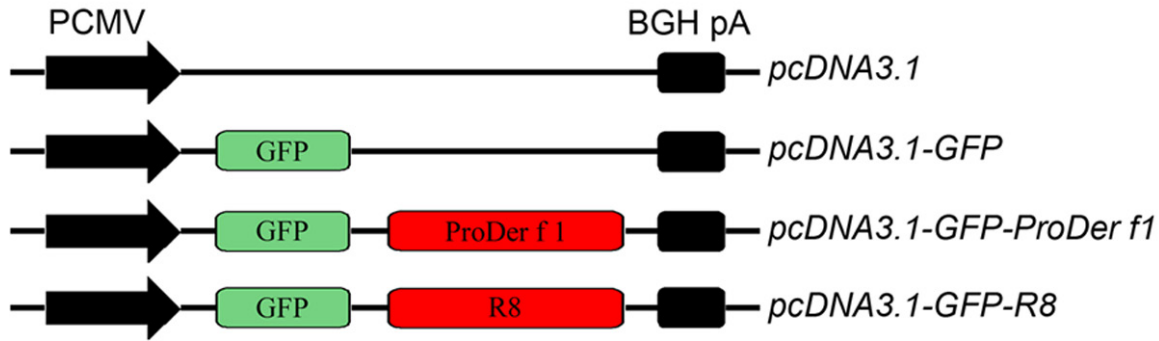 PCMV BGH pA
pcDNA3.1
GFP pcDNA3.1-GFP
GFP ProDer f 1 pcDNA3.1-GFP-ProDer f1
GFP R8 pcDNA3.1-GFP-R8